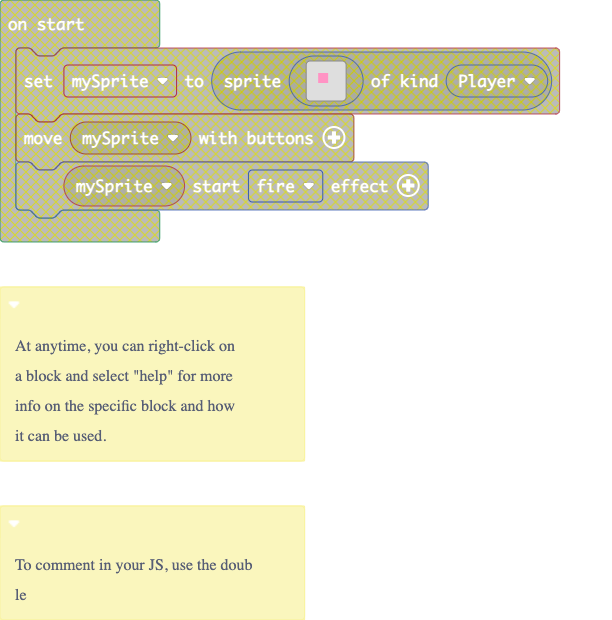 on start
set mySprite to sprite of kind Player
move mySprite with buttons
mySprite start fire effect
At anytime, you can right-click on
a block and select "help" for more
info on the specific block and how
it can be used.
To comment in your JS, use the doub
le